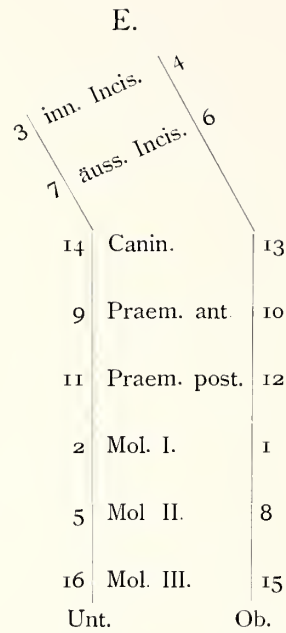 E.
3 inn. Incis. 4
7 äuss. Incis. 6
14 Canin. 13
9 Praem. ant. 10
11 Praem. post. 12
2 Mol. I. 1
5 Mol II. 8
16 Mol. III. 15
Unt. Ob.